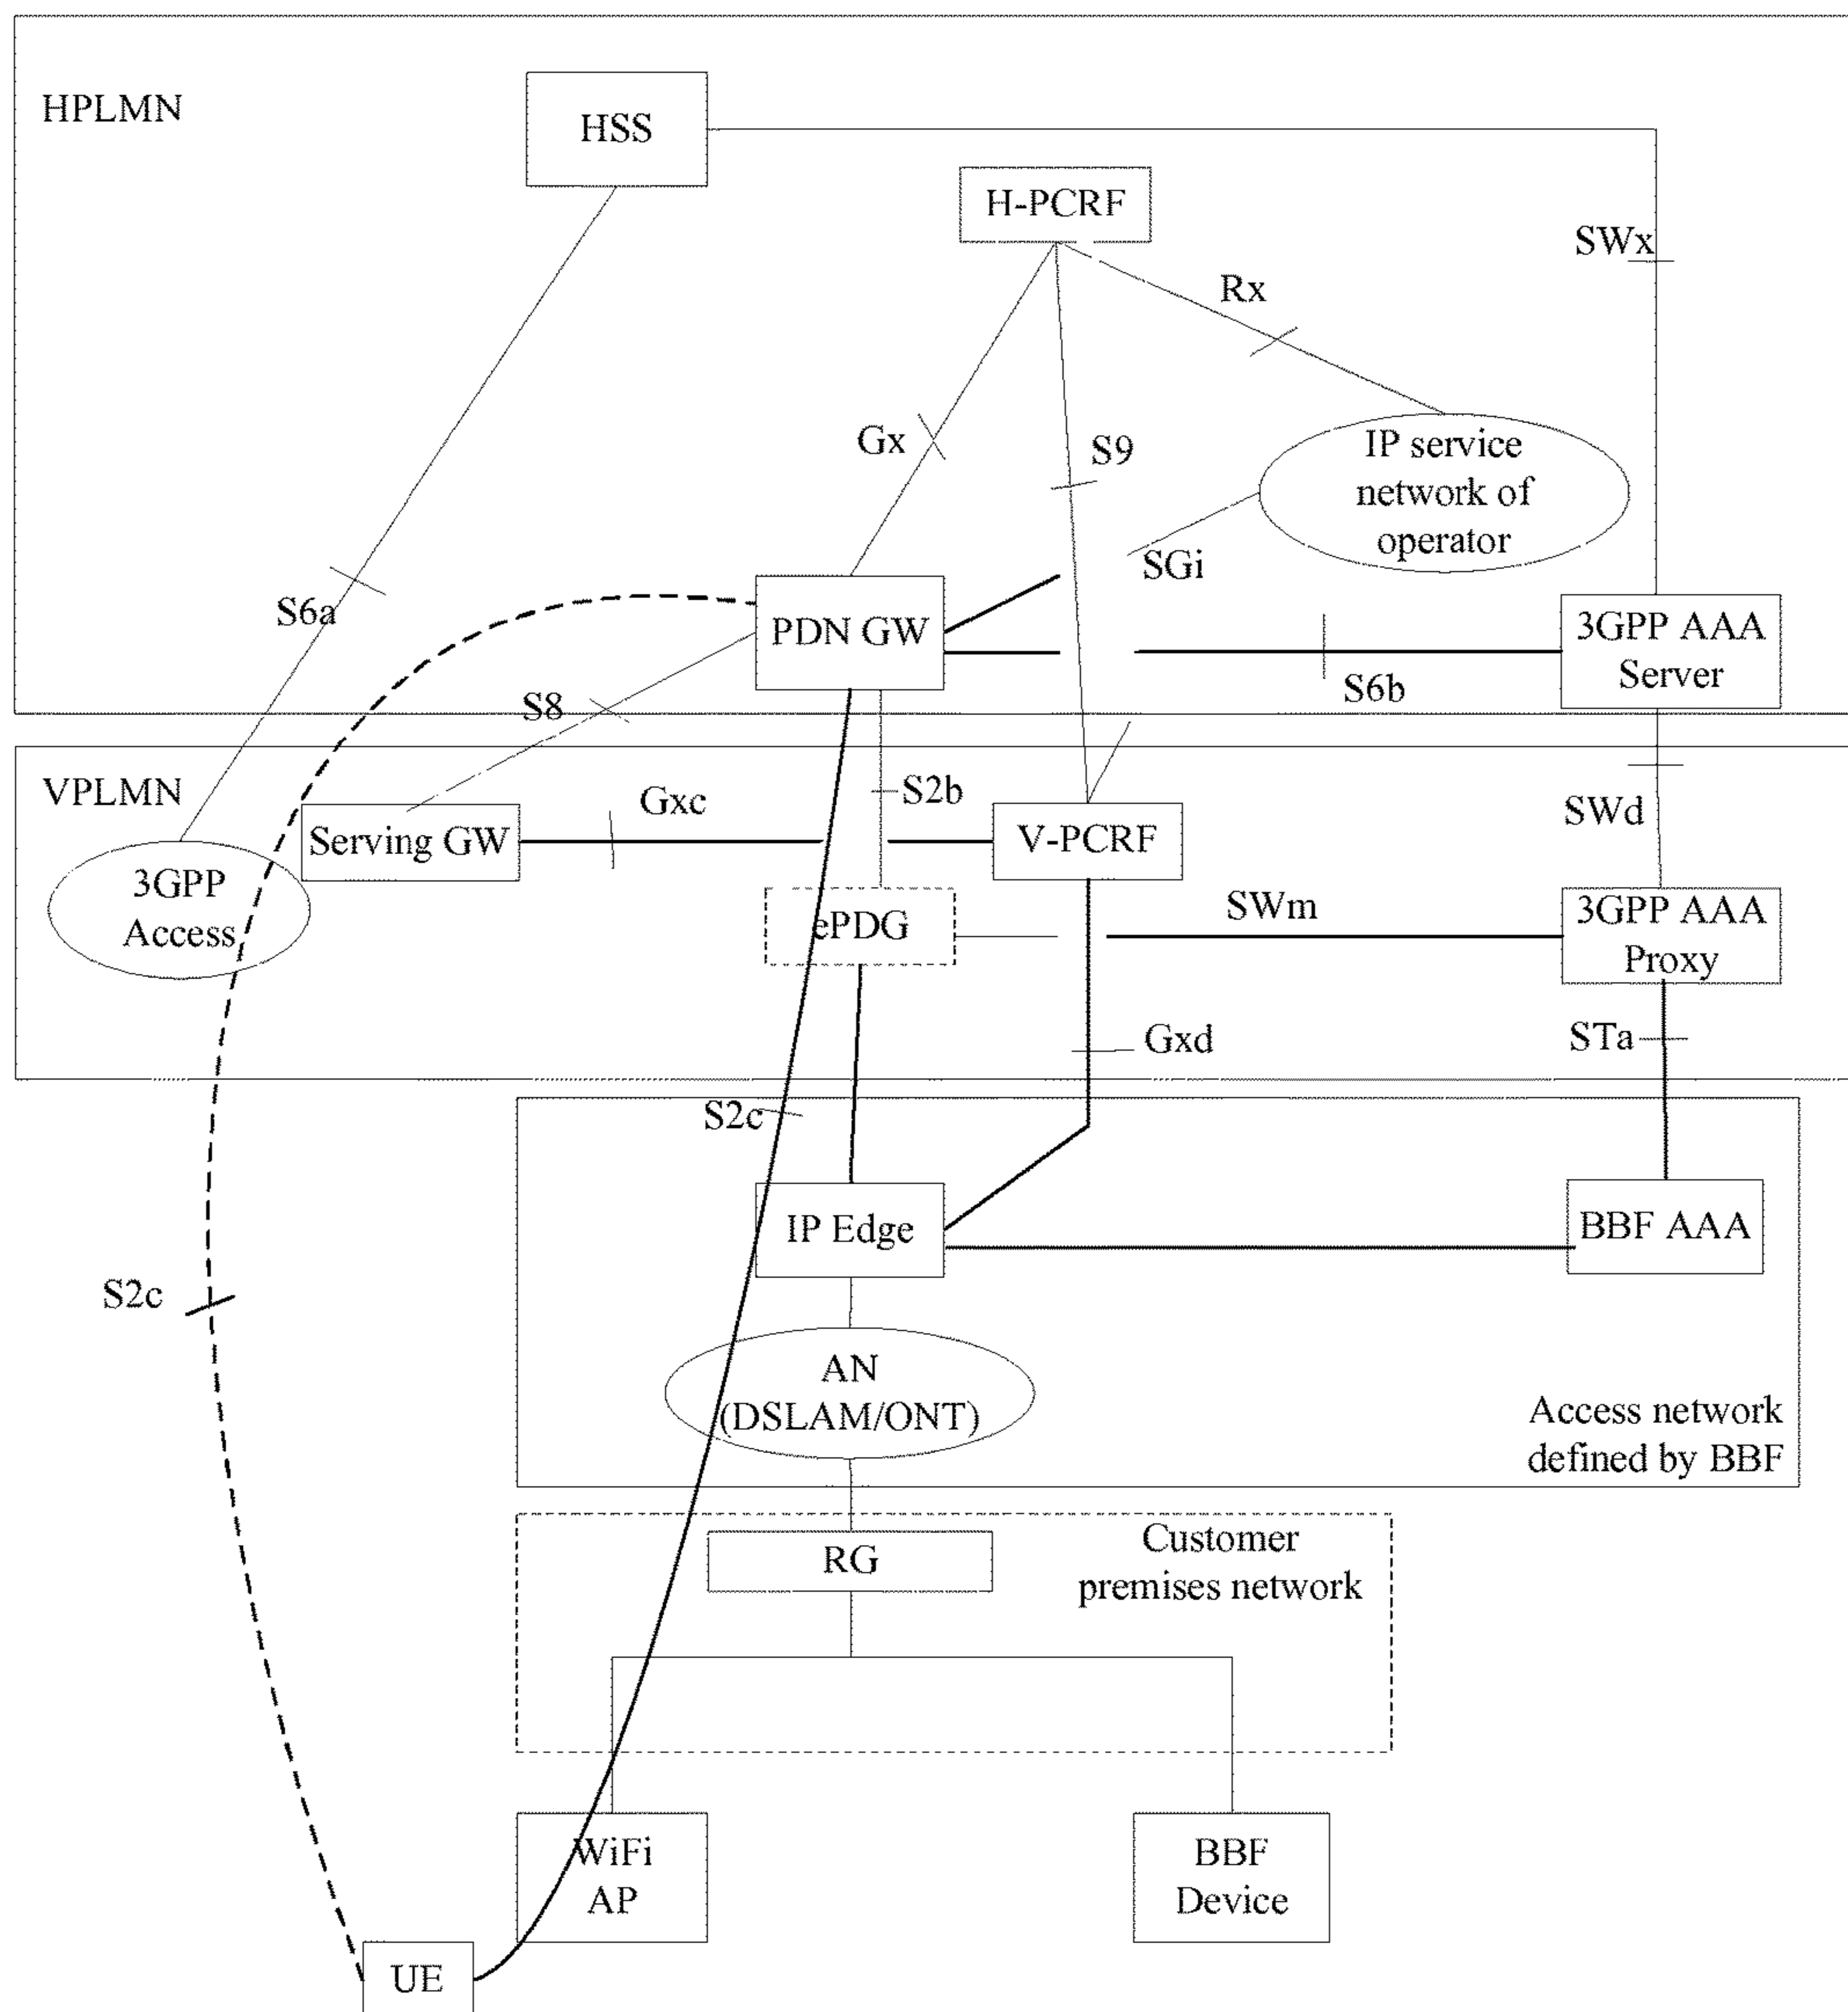 HPLMN
HSS
H-PCRF
SWx
Rx
Gx
S9
IP service
network of
operator
SGi
S6a
PDN GW
3GPP AAA
Server
S6b
S8
VPLMN
S2b
Gxc
SWd
Serving GW
V-PCRF
3GPP
Access
ePDG
SWm
3GPP AAA
Proxy
Gxd
STa
S2c
IP Edge
BBF AAA
S2c
AN
(DSLAM/ONT)
Access network
defined by BBF
RG
Customer
premises network
WiFi
AP
BBF
Device
UE